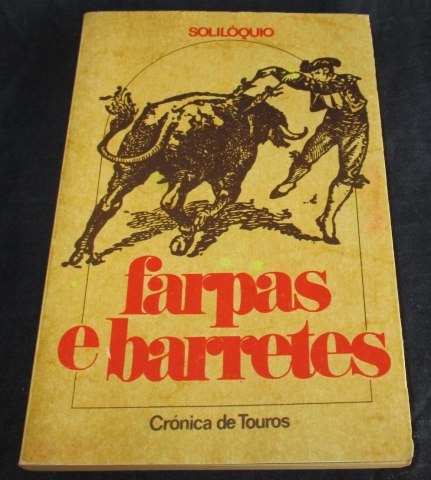 SOLILÓQUIO
farpas
e barretes
Crónica de Touros